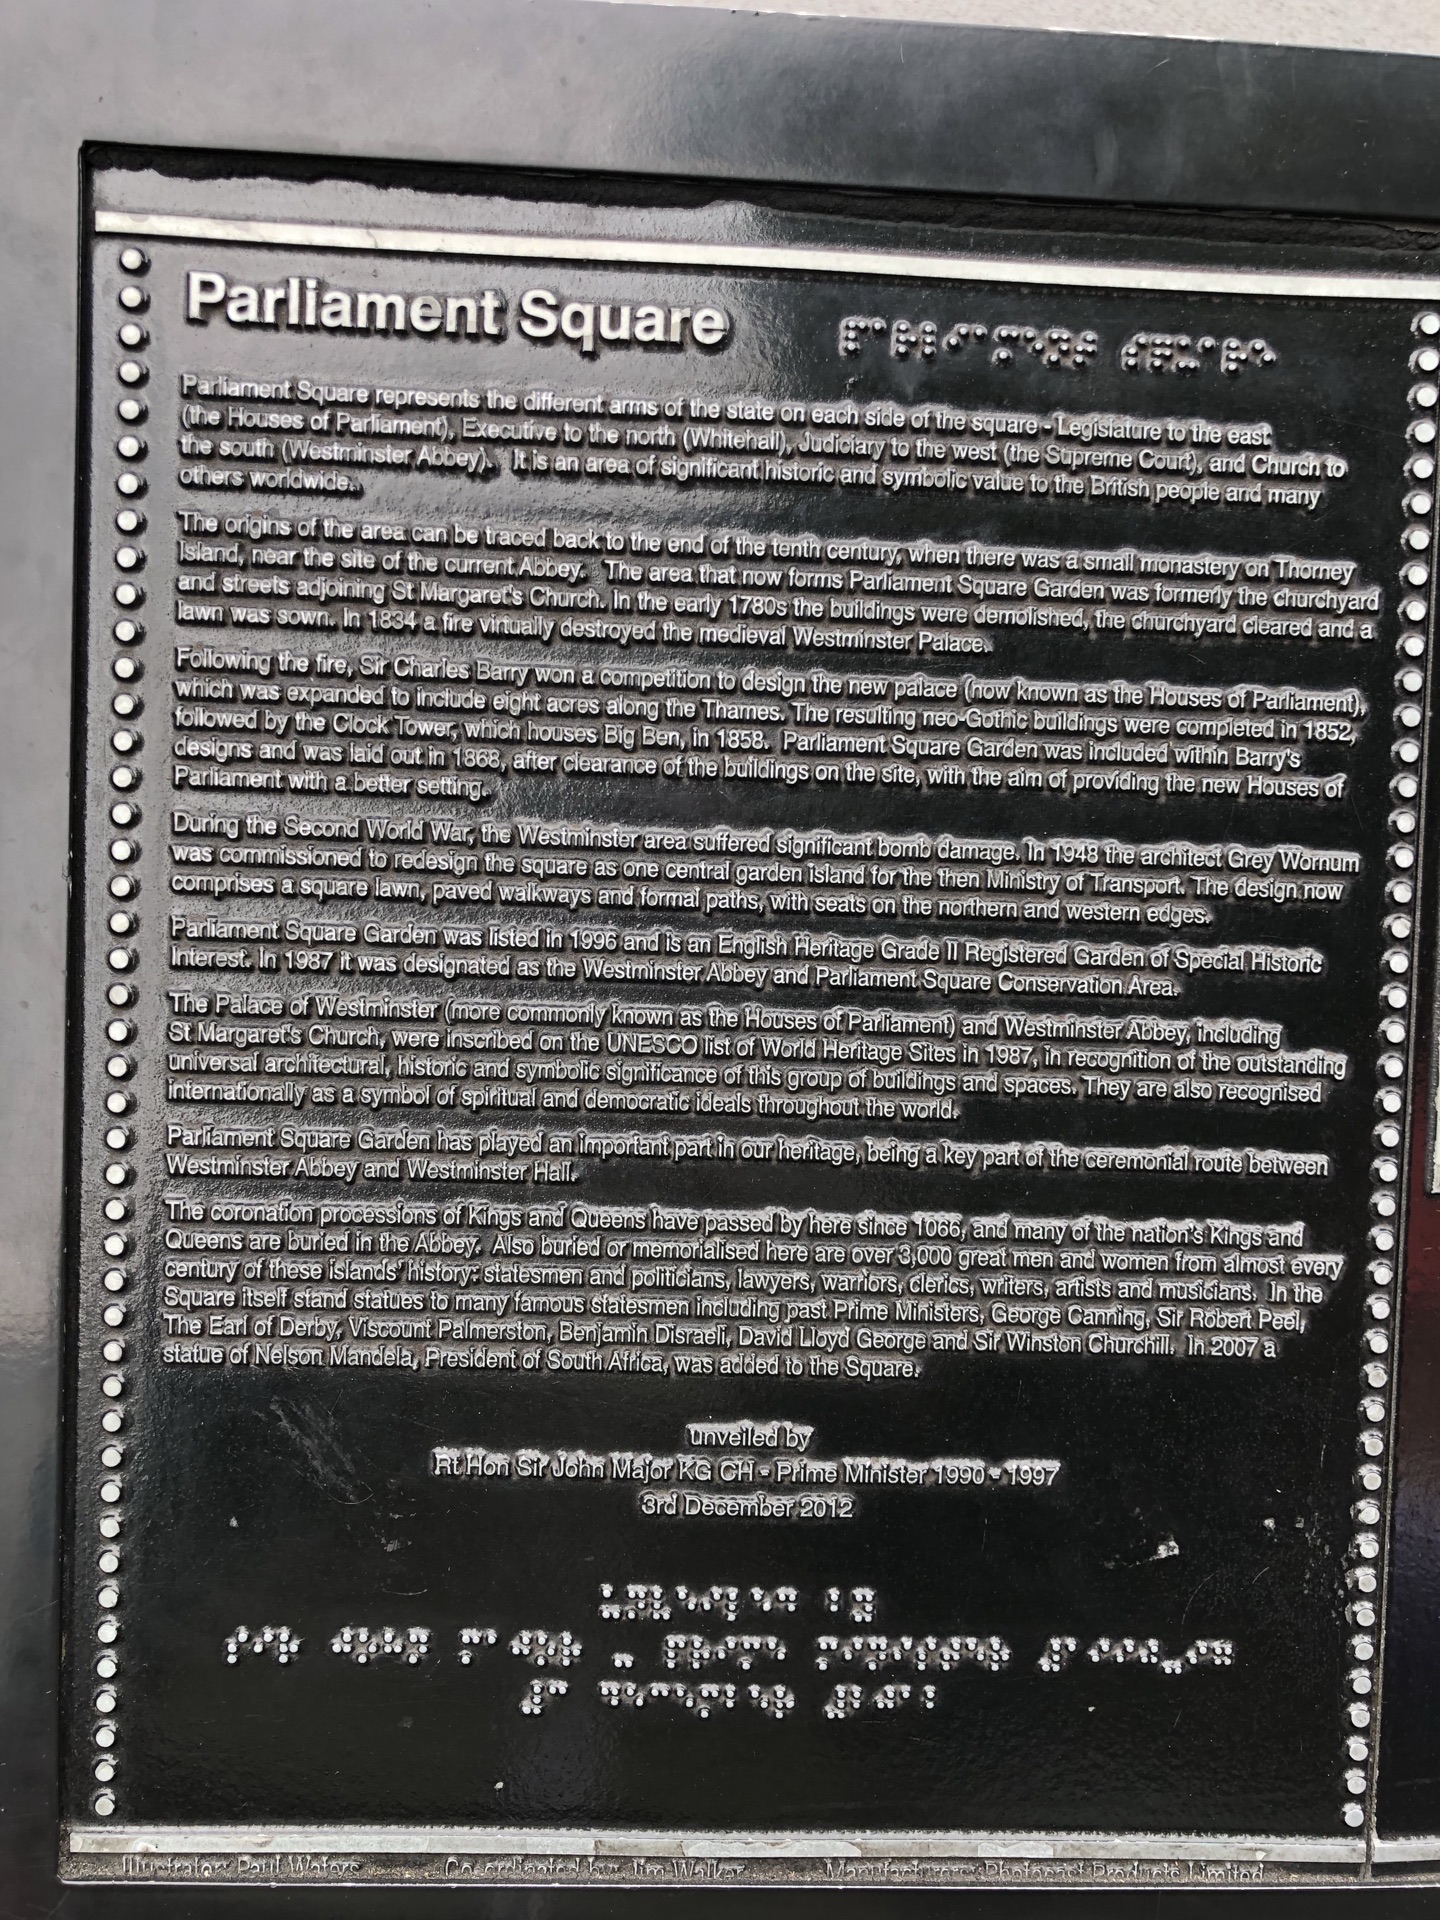 Parliament Square
Parliament Square represents the different arms of the state on each side of the square - Legislature to the east
(the Houses of Parliament), Executive to the north (Whitehall), Judiciary to the west (the Supreme Court), and Church to
the south (Westminster Abbey). It is an area of significant historic and symbolic value to the British people and many
others worldwide.
The origins of the area can be traced back to the end of the tenth century, when there was a small monastery on Thorney
Island, near the site of the current Abbey. The area that now forms Parliament Square Garden was formerly the churchyard
and streets adjoining St Margaret's Church. In the early 1780s the buildings were demolished, the churchyard cleared and a
lawn was sown. In 1834 a fire virtually destroyed the medieval Westminster Palace.
Following the fire, Sir Charles Barry won a competition to design the new palace (now known as the Houses of Parliament),
which was expanded to include eight acres along the Thames. The resulting neo-Gothic buildings were completed in 1852,
followed by the Clock Tower, which houses Big Ben, in 1858. Parliament Square Garden was included within Barry's
designs and was laid out in 1868, after clearance of the buildings on the site, with the aim of providing the new Houses of
Parliament with a better setting.
During the Second World War, the Westminster area suffered significant bomb damage. In 1948 the architect Grey Wornum
was commissioned to redesign the square as one central garden island for the then Ministry of Transport. The design now
comprises a square lawn, paved walkways and formal paths, with seats on the northern and western edges.
Parliament Square Garden was listed in 1996 and is an English Heritage Grade II Registered Garden of Special Historic
Interest. In 1987 it was designated as the Westminster Abbey and Parliament Square Conservation Area.
The Palace of Westminster (more commonly known as the Houses of Parliament) and Westminster Abbey, including
St Margaret's Church, were inscribed on the UNESCO list of World Heritage Sites in 1987, in recognition of the outstanding
universal architectural, historic and symbolic significance of this group of buildings and spaces. They are also recognised
internationally as a symbol of spiritual and democratic ideals throughout the world.
Parliament Square Garden has played an important part in our heritage, being a key part of the ceremonial route between
Westminster Abbey and Westminster Hall.
The coronation processions of Kings and Queens have passed by here since 1066, and many of the nation's Kings and
Queens are buried in the Abbey. Also buried or memorialised here are over 3,000 great men and women from almost every
century of these islands' history: statesmen and politicians, lawyers, warriors, clerics, writers, artists and musicians. In the
Square itself stand statues to many famous statesmen including past Prime Ministers, George Canning, Sir Robert Peel,
The Earl of Derby, Viscount Palmerston, Benjamin Disraeli, David Lloyd George and Sir Winston Churchill. In 2007 a
statue of Nelson Mandela, President of South Africa, was added to the Square.
unveiled by
Rt Hon Sir John Major KG CH - Prime Minister 1990 - 1997
3rd December 2012
Illustrator: Paul Waters Co-ordinated by: Jim Walker Manufacturers: Photocast Products Limited